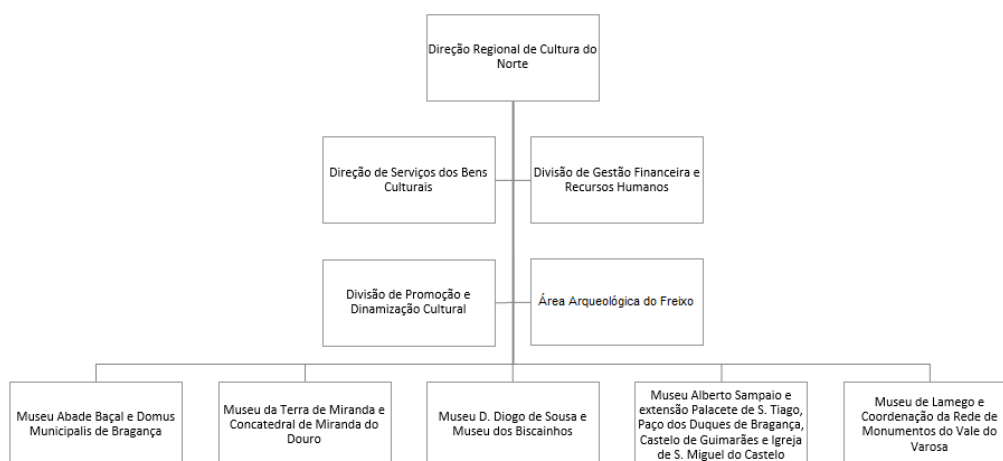 Direção Regional de Cultura do
Norte
Direção de Serviços dos Bens
Culturais
Divisão de Gestão Financeira e
Recursos Humanos
Divisão de Promoção e
Dinamização Cultural
Área Arqueológica do Freixo
Museu Abade Baçal e Domus
Municipalis de Bragança
Museu da Terra de Miranda e
Concatedral de Miranda do
Douro
Museu D. Diogo de Sousa e
Museu dos Biscainhos
Museu Alberto Sampaio e
extensão Palacete de S. Tiago,
Paço dos Duques de Bragança,
Castelo de Guimarães e Igreja
de S. Miguel do Castelo
Museu de Lamego e
Coordenação da Rede de
Monumentos do Vale do
Varosa